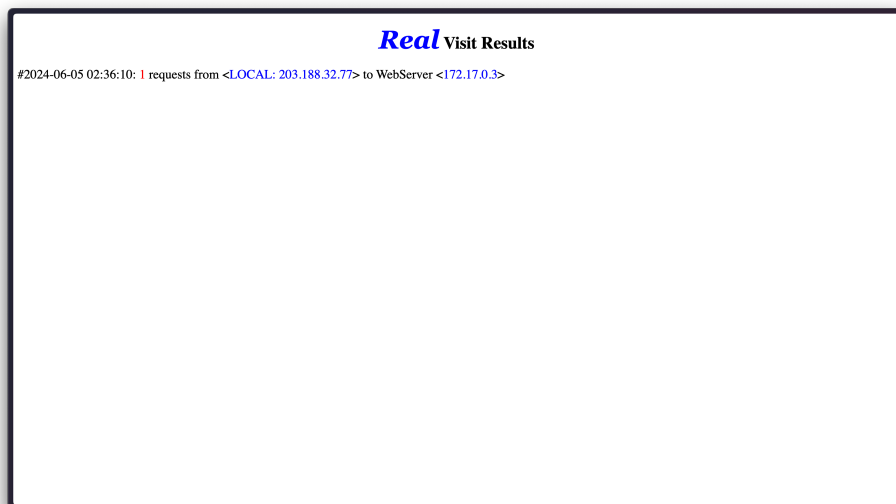 Real Visit Results
#2024-06-05 02:36:10: 1 requests from <LOCAL: 203.188.32.77> to WebServer <172.17.0.3>